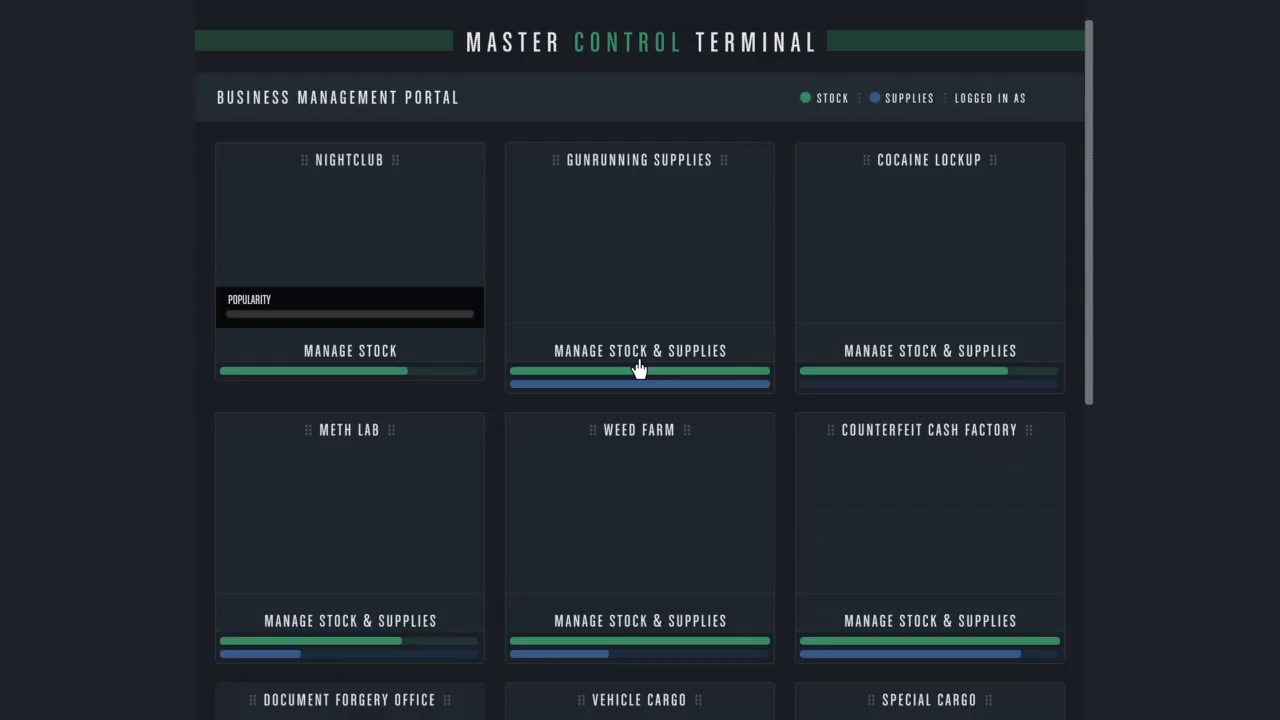 MASTER CONTROL TERMINAL
BUSINESS MANAGEMENT PORTAL
STOCK
SUPPLIES
LOGGED IN AS
NIGHTCLUB
GUNRUNNING SUPPLIES
COCAINE LOCKUP
POPULARITY
MANAGE STOCK
MANAGE STOCK & SUPPLIES
MANAGE STOCK & SUPPLIES
METH LAB
WEED FARM
COUNTERFEIT CASH FACTORY
MANAGE STOCK & SUPPLIES
MANAGE STOCK & SUPPLIES
MANAGE STOCK & SUPPLIES
DOCUMENT FORGERY OFFICE
VEHICLE CARGO
SPECIAL CARGO